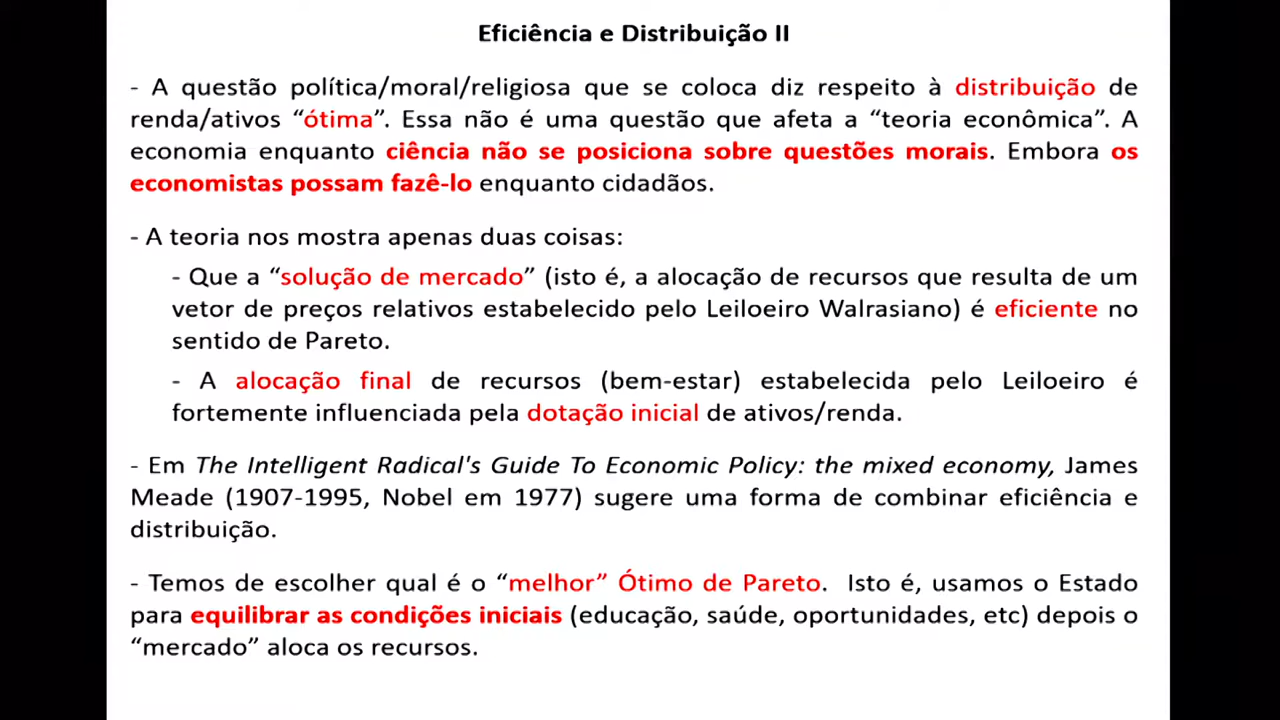 Eficiência e Distribuição II
- A questão política/moral/religiosa que se coloca diz respeito à distribuição de
renda/ativos “ótima”. Essa não é uma questão que afeta a “teoria econômica”. A
economia enquanto ciência não se posiciona sobre questões morais. Embora os
economistas possam fazê-lo enquanto cidadãos.
- A teoria nos mostra apenas duas coisas:
- Que a “solução de mercado” (isto é, a alocação de recursos que resulta de um
vetor de preços relativos estabelecido pelo Leiloeiro Walrasiano) é eficiente no
sentido de Pareto.
- A alocação final de recursos (bem-estar) estabelecida pelo Leiloeiro é
fortemente influenciada pela dotação inicial de ativos/renda.
- Em The Intelligent Radical's Guide To Economic Policy: the mixed economy, James
Meade (1907-1995, Nobel em 1977) sugere uma forma de combinar eficiência e
distribuição.
- Temos de escolher qual é o “melhor” Ótimo de Pareto. Isto é, usamos o Estado
para equilibrar as condições iniciais (educação, saúde, oportunidades, etc) depois o
“mercado” aloca os recursos.